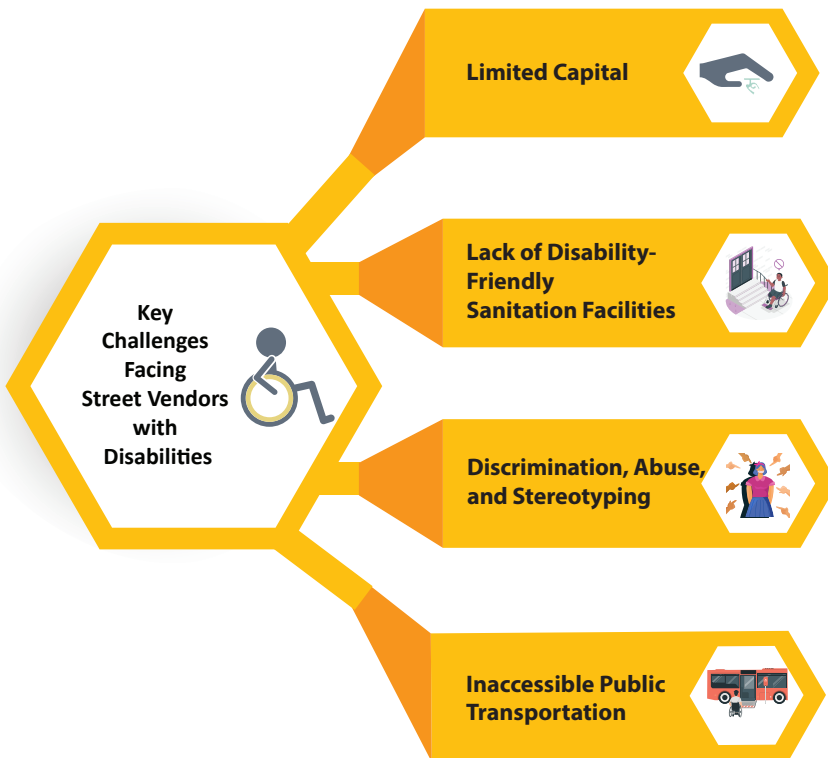 Limited Capital
Lack of Disability-
Friendly
Sanitation Facilities
Key
Challenges
Facing
Street Vendors
with
Disabilities
Discrimination, Abuse,
and Stereotyping
Inaccessible Public
Transportation